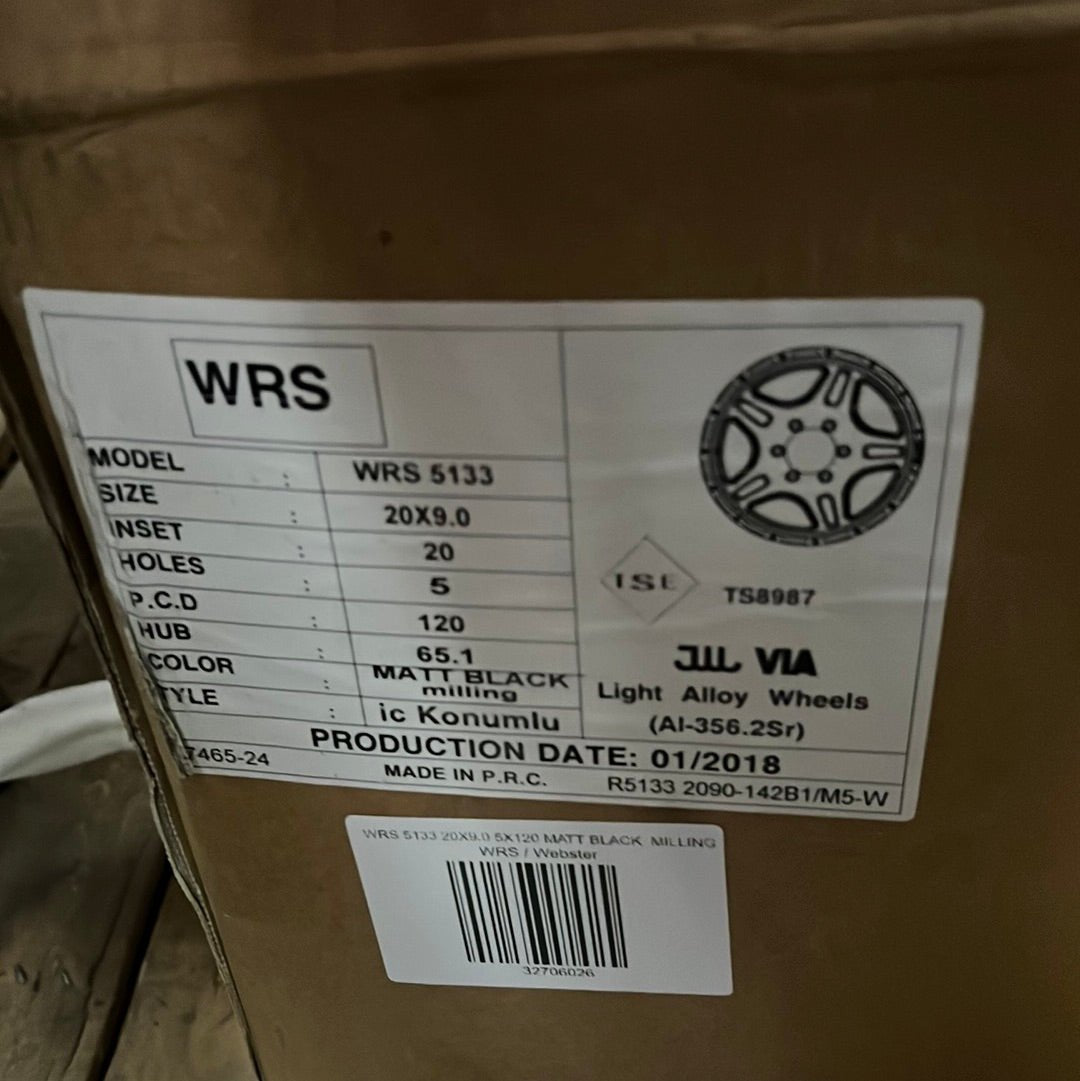 WRS
MODEL : WRS 5133
SIZE : 20X9.0
INSET : 20
HOLES : 5
P.C.D : 120
HUB : 65.1
COLOR : MATT BLACK milling
TYLE : ic Konumlu
TS8987
JWL VIA
Light Alloy Wheels
(Al-356.2Sr)
PRODUCTION DATE: 01/2018
7465-24 MADE IN P.R.C. R5133 2090-142B1/M5-W
WRS 5133 20X9.0 5X120 MATT BLACK MILLING
WRS / Webster
32706026